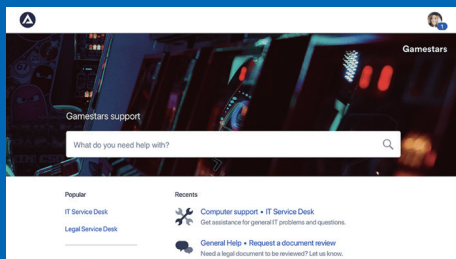 1
Gamestars
Gamestars support
What do you need help with?
Popular
Recents
IT Service Desk
Legal Service Desk
Computer support • IT Service Desk
Get assistance for general IT problems and questions.
General Help • Request a document review
Need a legal document to be reviewed? Let us know.